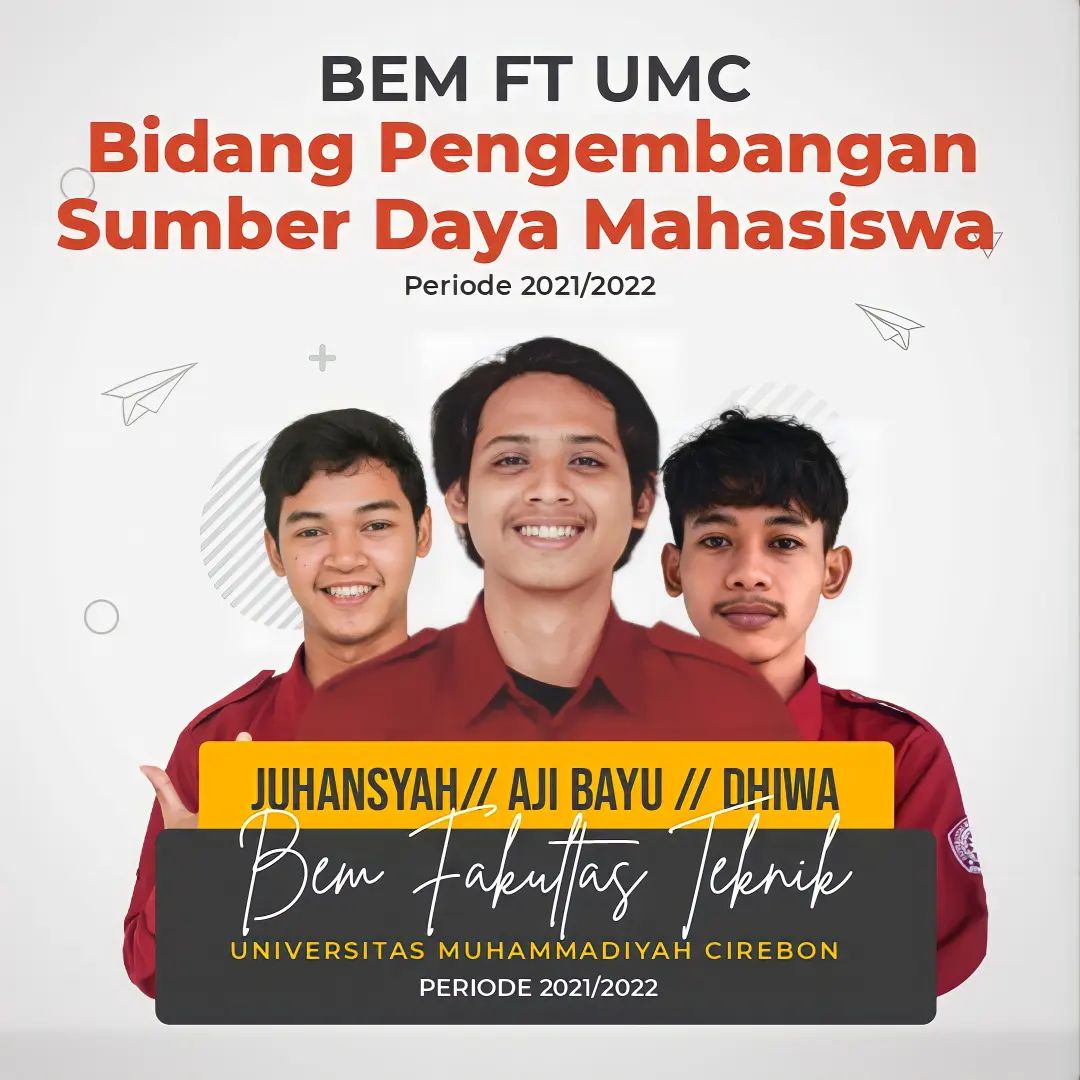 BEM FT UMC
Bidang Pengembangan
Sumber Daya Mahasiswa
Periode 2021/2022
JUHANSYAH// AJI BAYU // DHIWA
Bem Fakultas Teknik
UNIVERSITAS MUHAMMADIYAH CIREBON
PERIODE 2021/2022